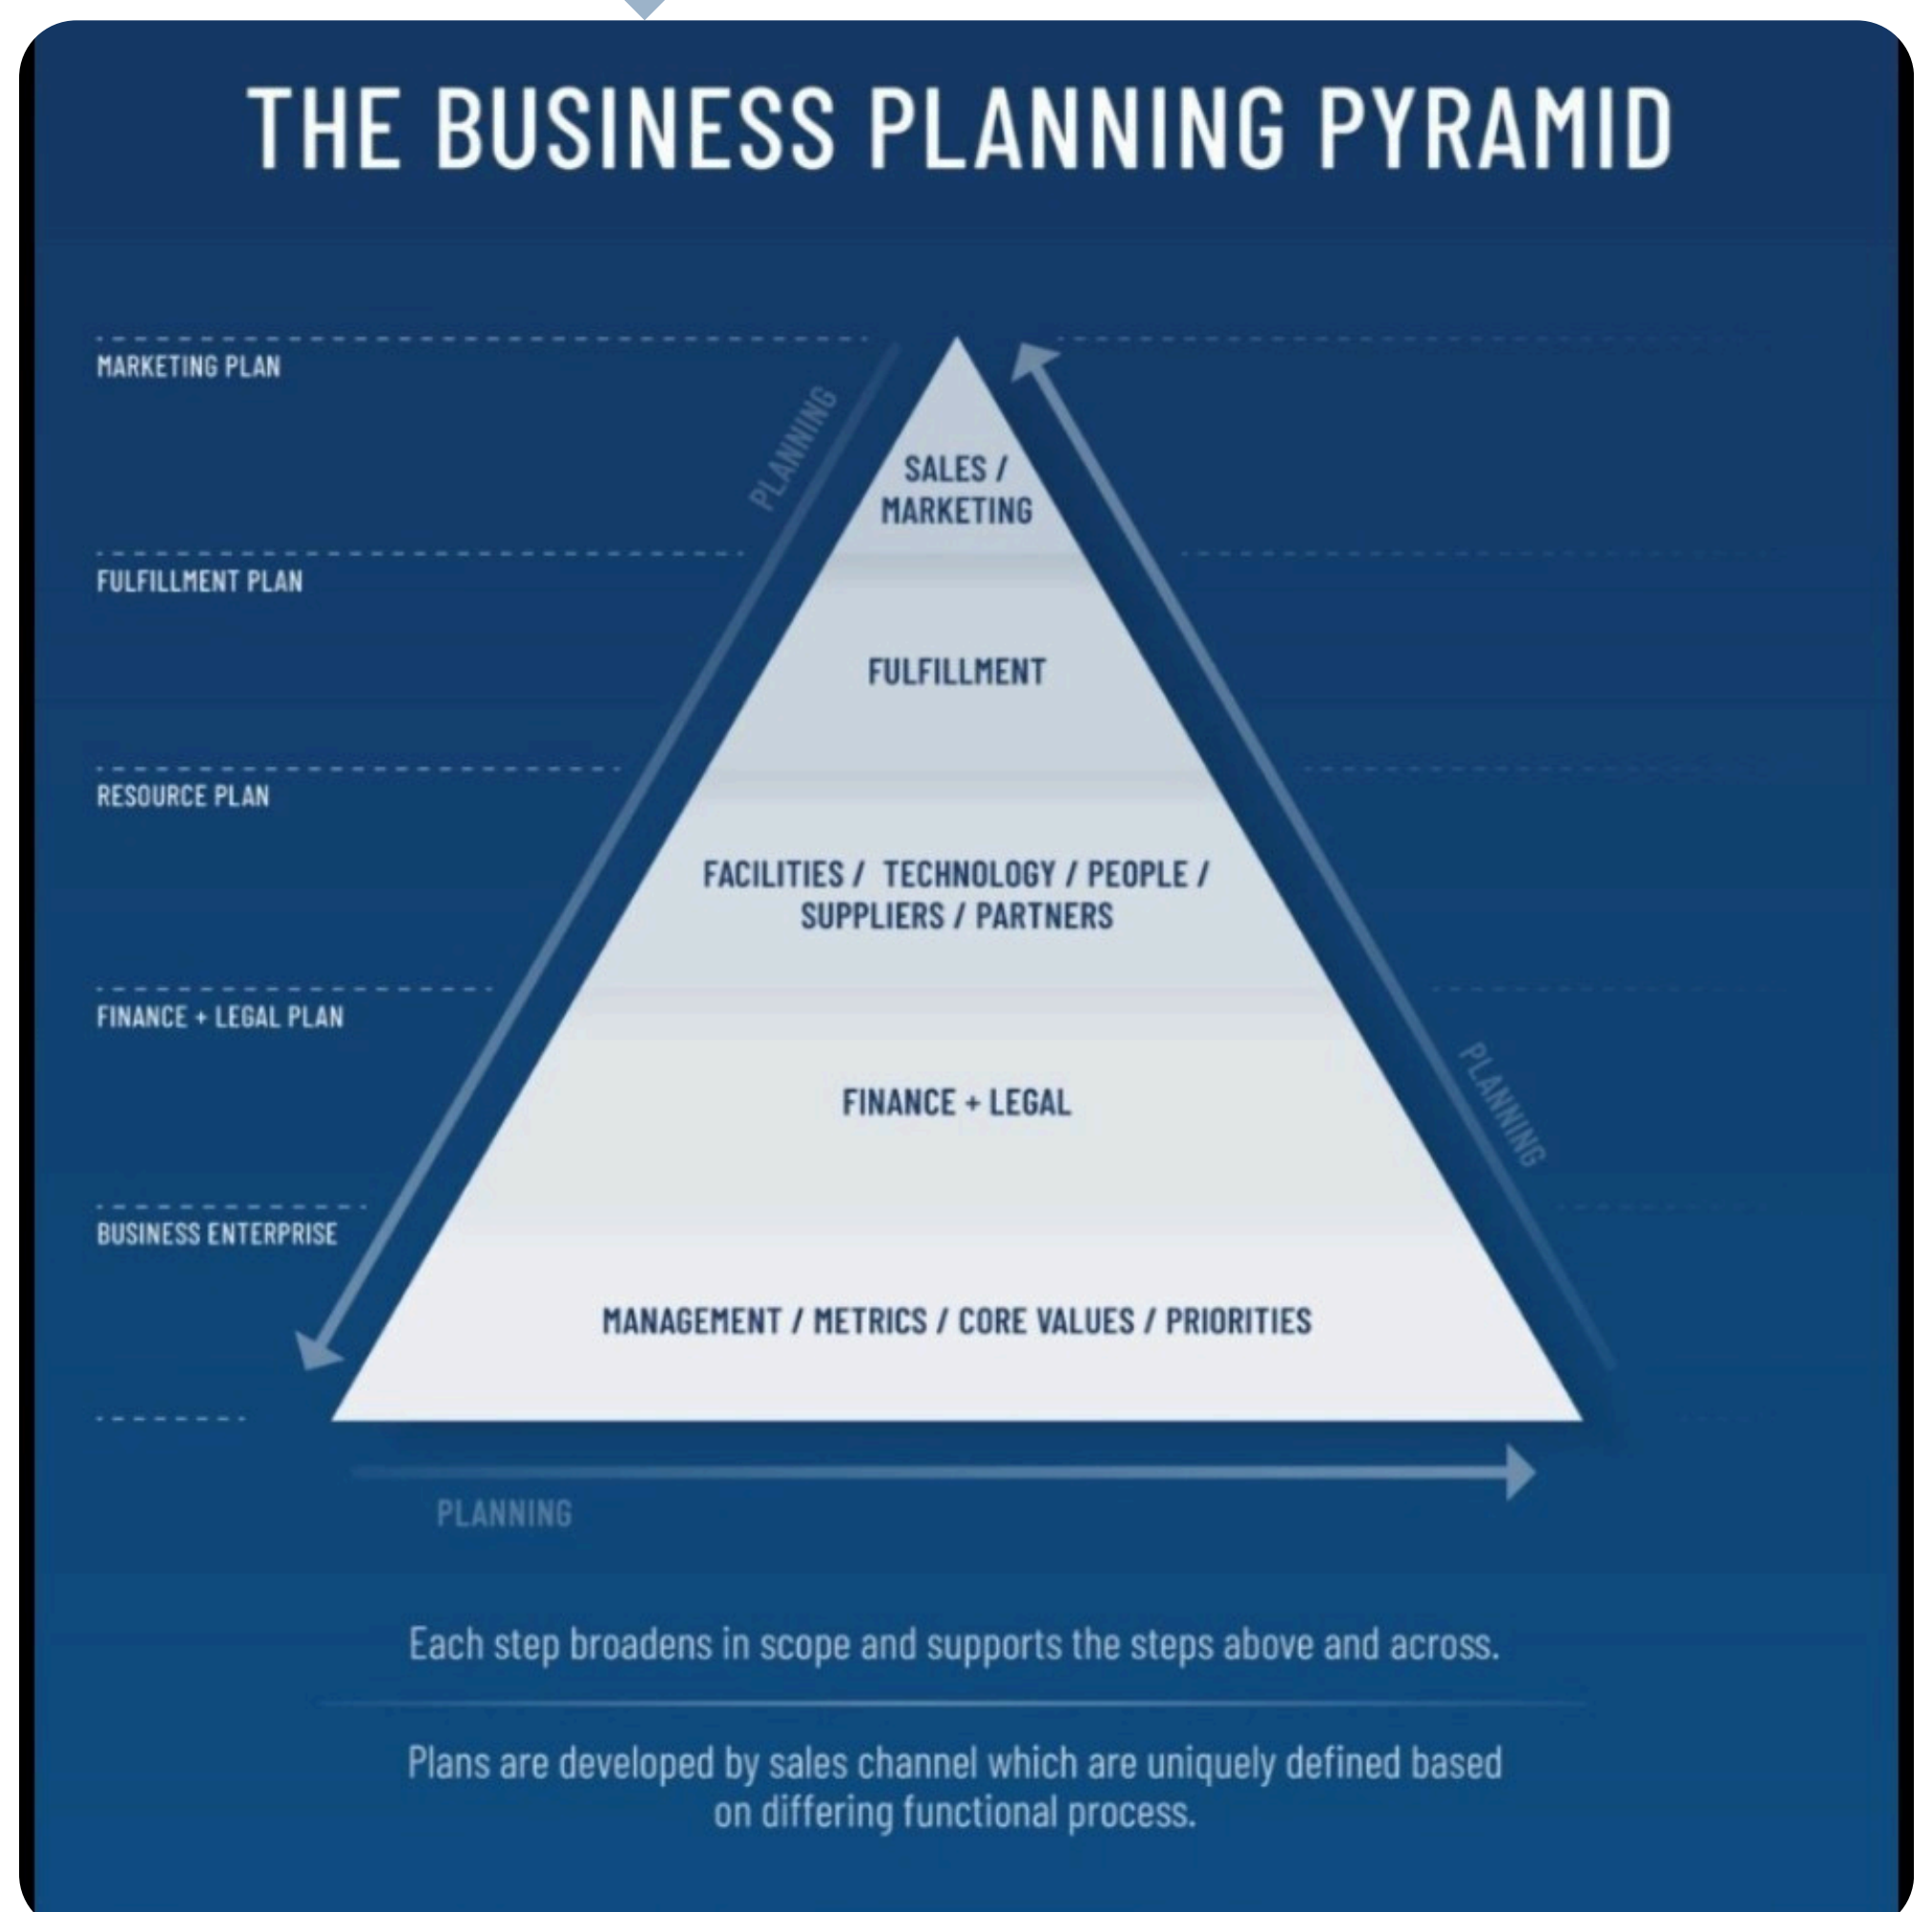 THE BUSINESS PLANNING PYRAMID
MARKETING PLAN
PLANNING
SALES /
MARKETING
FULFILLMENT PLAN
FULFILLMENT
RESOURCE PLAN
FACILITIES / TECHNOLOGY / PEOPLE /
SUPPLIERS / PARTNERS
FINANCE + LEGAL PLAN
FINANCE + LEGAL
PLANNING
BUSINESS ENTERPRISE
MANAGEMENT / METRICS / CORE VALUES / PRIORITIES
PLANNING
Each step broadens in scope and supports the steps above and across.
Plans are developed by sales channel which are uniquely defined based
on differing functional process.